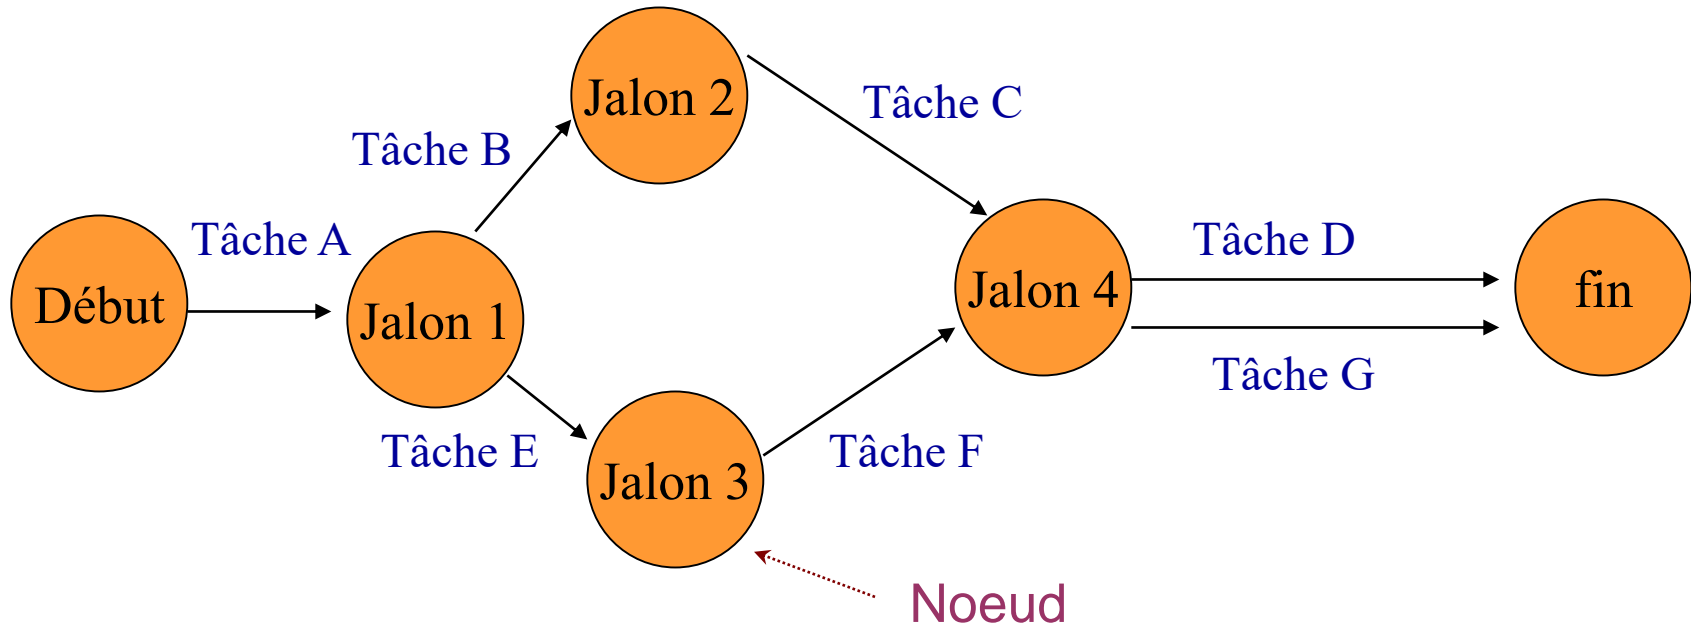 Jalon 2
Tâche C
Tâche B
Tâche A
Début
Jalon 1
Jalon 4
Tâche D
fin
Tâche G
Tâche E
Jalon 3
Tâche F
Noeud